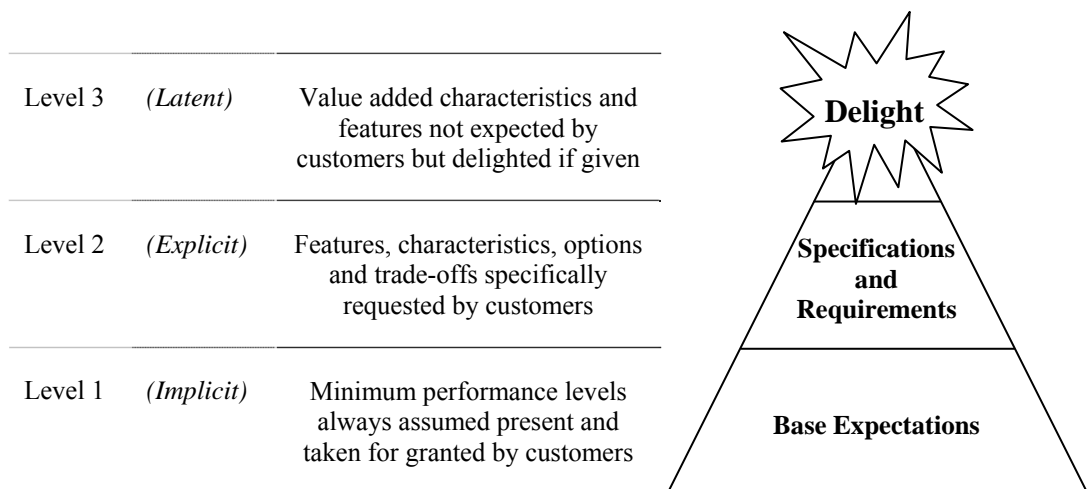 Level 3 (Latent) Value added characteristics and
features not expected by
customers but delighted if given
Delight
Level 2 (Explicit) Features, characteristics, options
and trade-offs specifically
requested by customers
Specifications
and
Requirements
Level 1 (Implicit) Minimum performance levels
always assumed present and
taken for granted by customers
Base Expectations